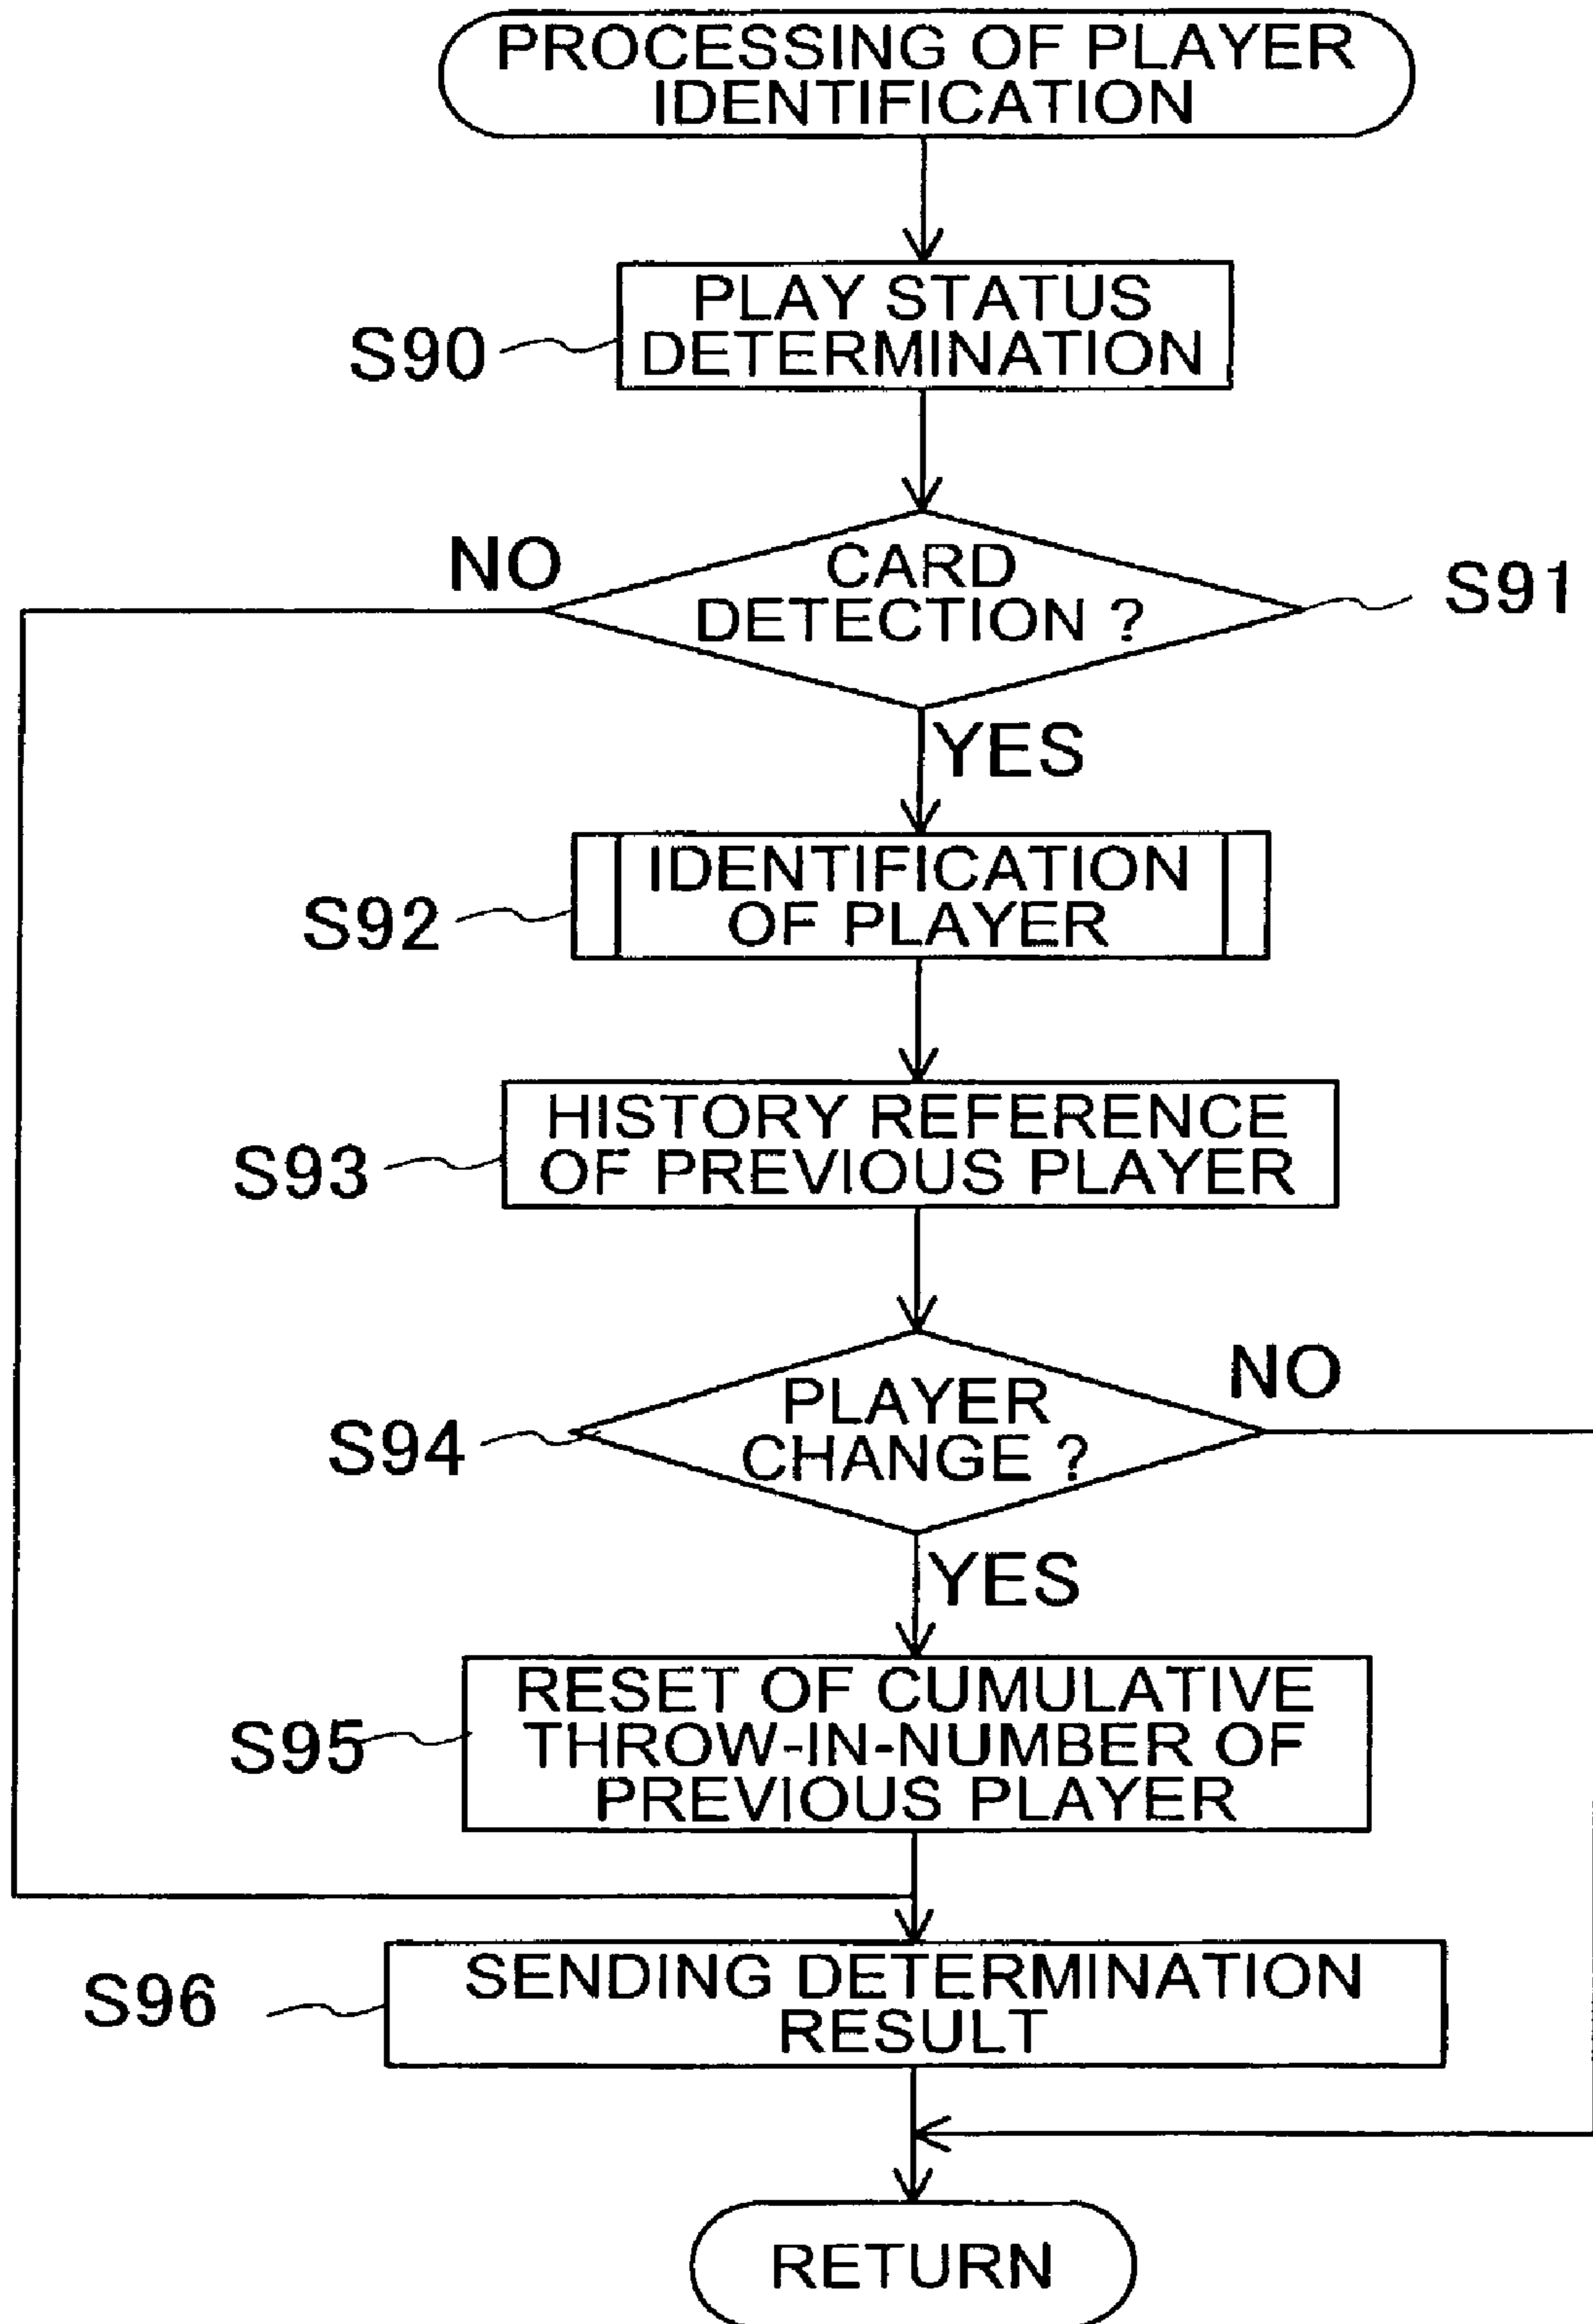 PROCESSING OF PLAYER
IDENTIFICATION
PLAY STATUS
DETERMINATION
S90
NO
CARD
DETECTION ?
S91
YES
IDENTIFICATION
OF PLAYER
S92
HISTORY REFERENCE
OF PREVIOUS PLAYER
S93
NO
PLAYER
CHANGE ?
S94
YES
RESET OF CUMULATIVE
THROW-IN-NUMBER OF
PREVIOUS PLAYER
S95
SENDING DETERMINATION
RESULT
S96
RETURN